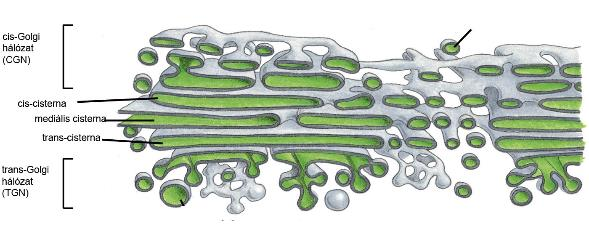 cis-Golgi
hálózat
(CGN)
cis-cisterna
mediális cisterna
trans-cisterna
trans-Golgi
hálózat
(TGN)